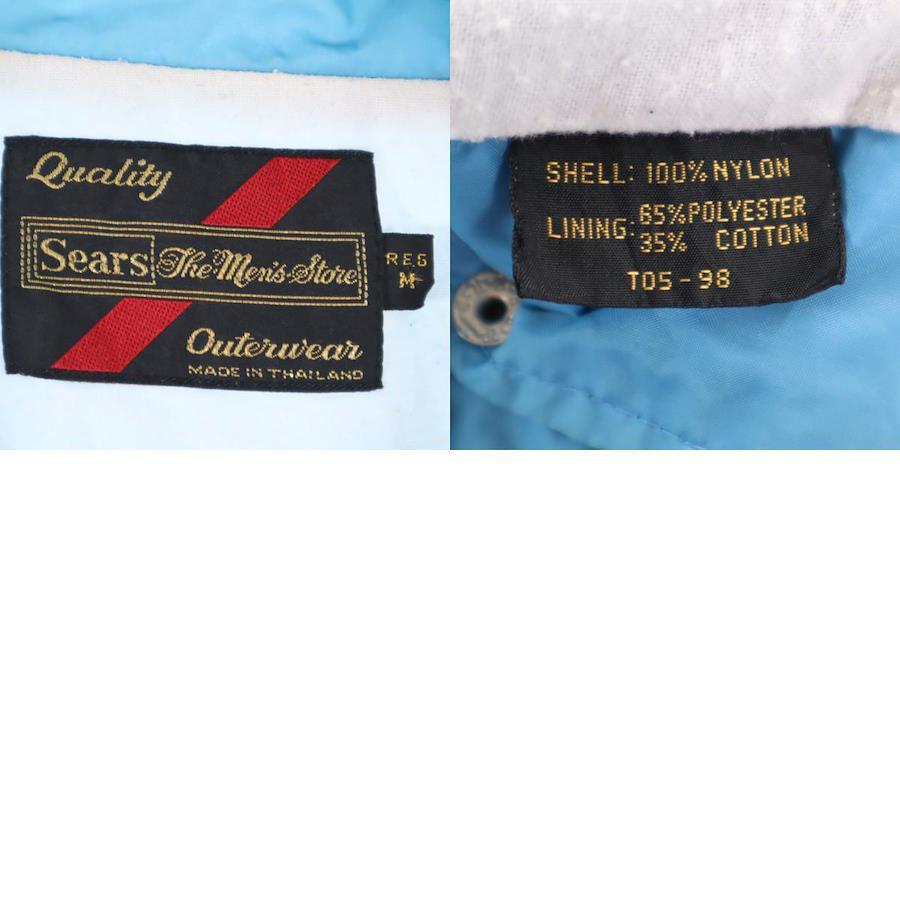 Quality
Sears The Men's Store
REG
M
Outerwear
MADE IN THAILAND
SHELL: 100% NYLON
LINING: 65% POLYESTER
35% COTTON
T05-98